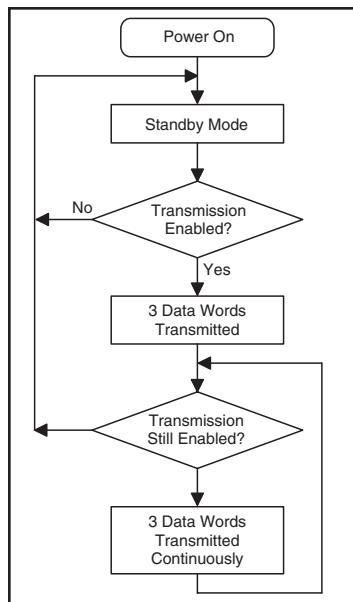 Power On
Standby Mode
Transmission
Enabled?
No
Yes
3 Data Words
Transmitted
Transmission
Still Enabled?
3 Data Words
Transmitted
Continuously